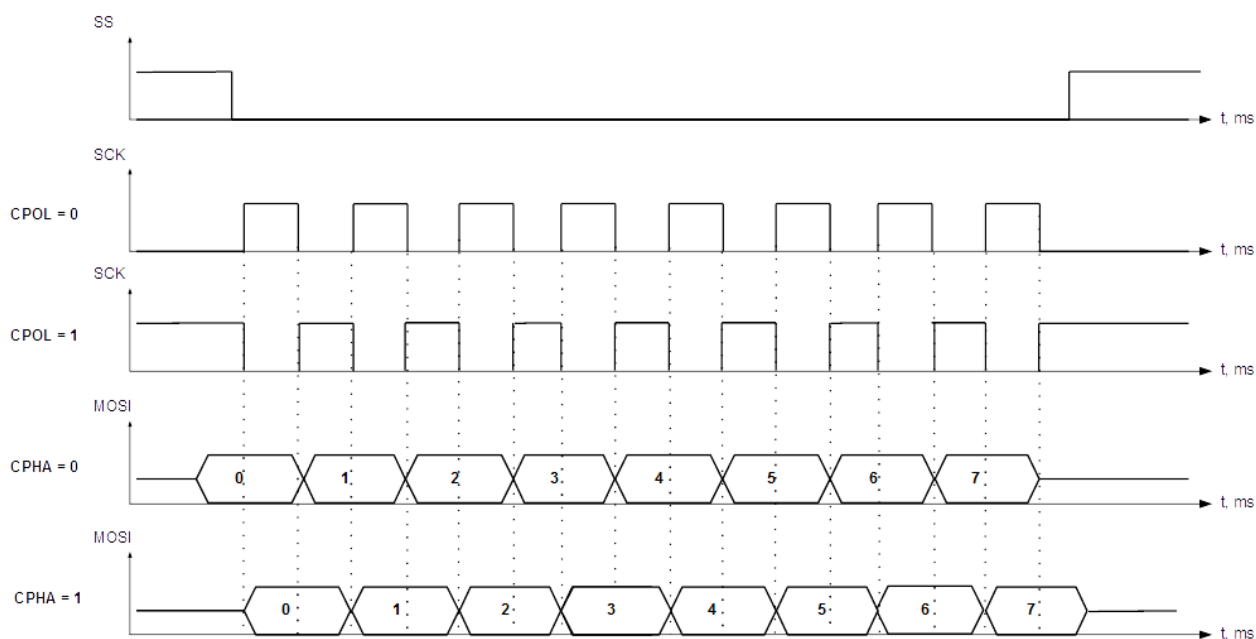 SS
t, ms
SCK
CPOL = 0
t, ms
SCK
CPOL = 1
t, ms
MOSI
CPHA = 0
0 1 2 3 4 5 6 7
t, ms
MOSI
CPHA = 1
0 1 2 3 4 5 6 7
t, ms